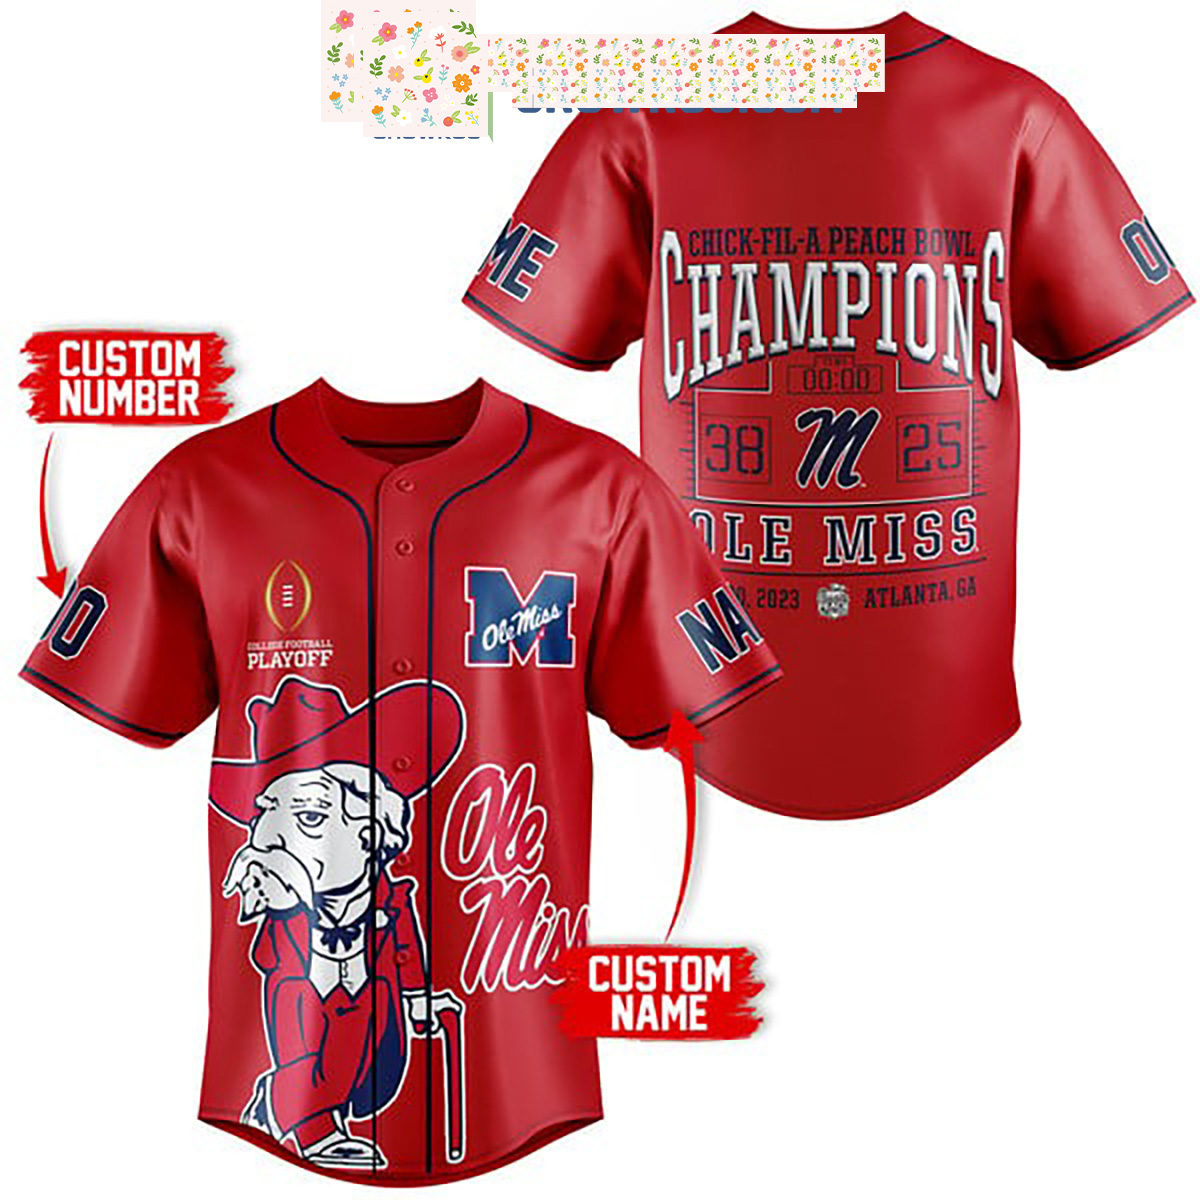 CHICK-FIL-A PEACH BOWL
CHAMPIONS
00:00
38 25
M
OLE MISS
2023 ATLANTA, GA
ME
CUSTOM
NUMBER
00
COLLEGE FOOTBALL
PLAYOFF
M
Ole Miss
NA
Ole
Miss
CUSTOM
NAME